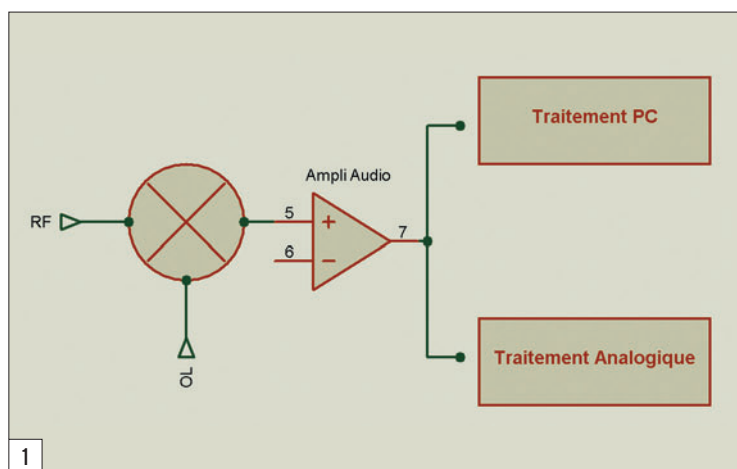 Traitement PC
Ampli Audio
RF
5
6
7
OL
Traitement Analogique
1